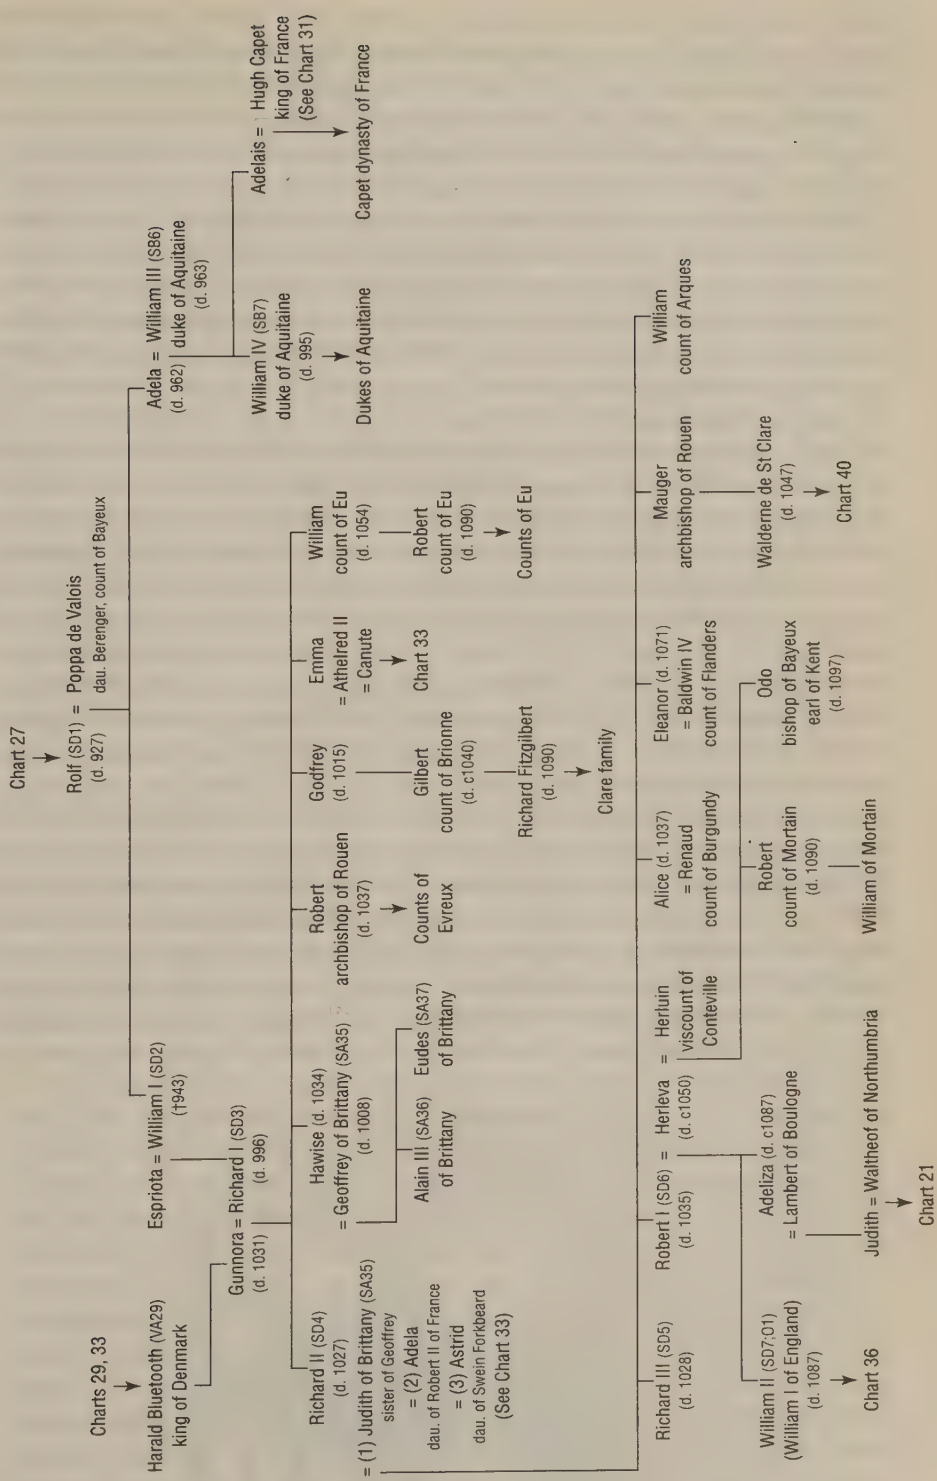 Chart 27
Rolf (SD1) = Poppa de Valois
(d. 927)
dau. Berenger, count of Bayeux
Charts 29, 33
Harald Bluetooth (VA29)
king of Denmark
Espriota = William I (SD2)
(†943)
Adela = William III (SB6)
(d. 962)
duke of Aquitaine
(d. 963)
Gunnora = Richard I (SD3)
(d. 1031)
(d. 996)
William IV (SB7)
duke of Aquitaine
(d. 995)
Adelais = Hugh Capet
king of France
(See Chart 31)
Dukes of Aquitaine
Capet dynasty of France
Richard II (SD4)
(d. 1027)
= (1) Judith of Brittany (SA35)
sister of Geoffrey
= (2) Adela
dau. of Robert II of France
= (3) Astrid
dau. of Swein Forkbeard
(See Chart 33)
Hawise (d. 1034)
= Geoffrey of Brittany (SA35)
(d. 1008)
Alain III (SA36)
of Brittany
Eudes (SA37)
of Brittany
Robert
archbishop of Rouen
(d. 1037)
Counts of
Evreux
Godfrey
(d. 1015)
Gilbert
count of Brionne
(d. c1040)
Richard Fitzgilbert
(d. 1090)
Clare family
Emma
= Athelred II
= Canute
Chart 33
William
count of Eu
(d. 1054)
Robert
count of Eu
(d. 1090)
Counts of Eu
Richard III (SD5)
(d. 1028)
Robert I (SD6) = Herleva = Herluin
(d. 1035)
(d. c1050)
viscount of
Conteville
Alice (d. 1037)
= Renaud
count of Burgundy
Eleanor (d. 1071)
= Baldwin IV
count of Flanders
Mauger
archbishop of Rouen
William
count of Arques
William II (SD7;O1)
(William I of England)
(d. 1087)
Chart 36
Adeliza (d. c1087)
= Lambert of Boulogne
Judith = Waltheof of Northumbria
Chart 21
Robert
count of Mortain
(d. 1090)
William of Mortain
Odo
bishop of Bayeux
earl of Kent
(d. 1097)
Walderne de St Clare
(d. 1047)
Chart 40